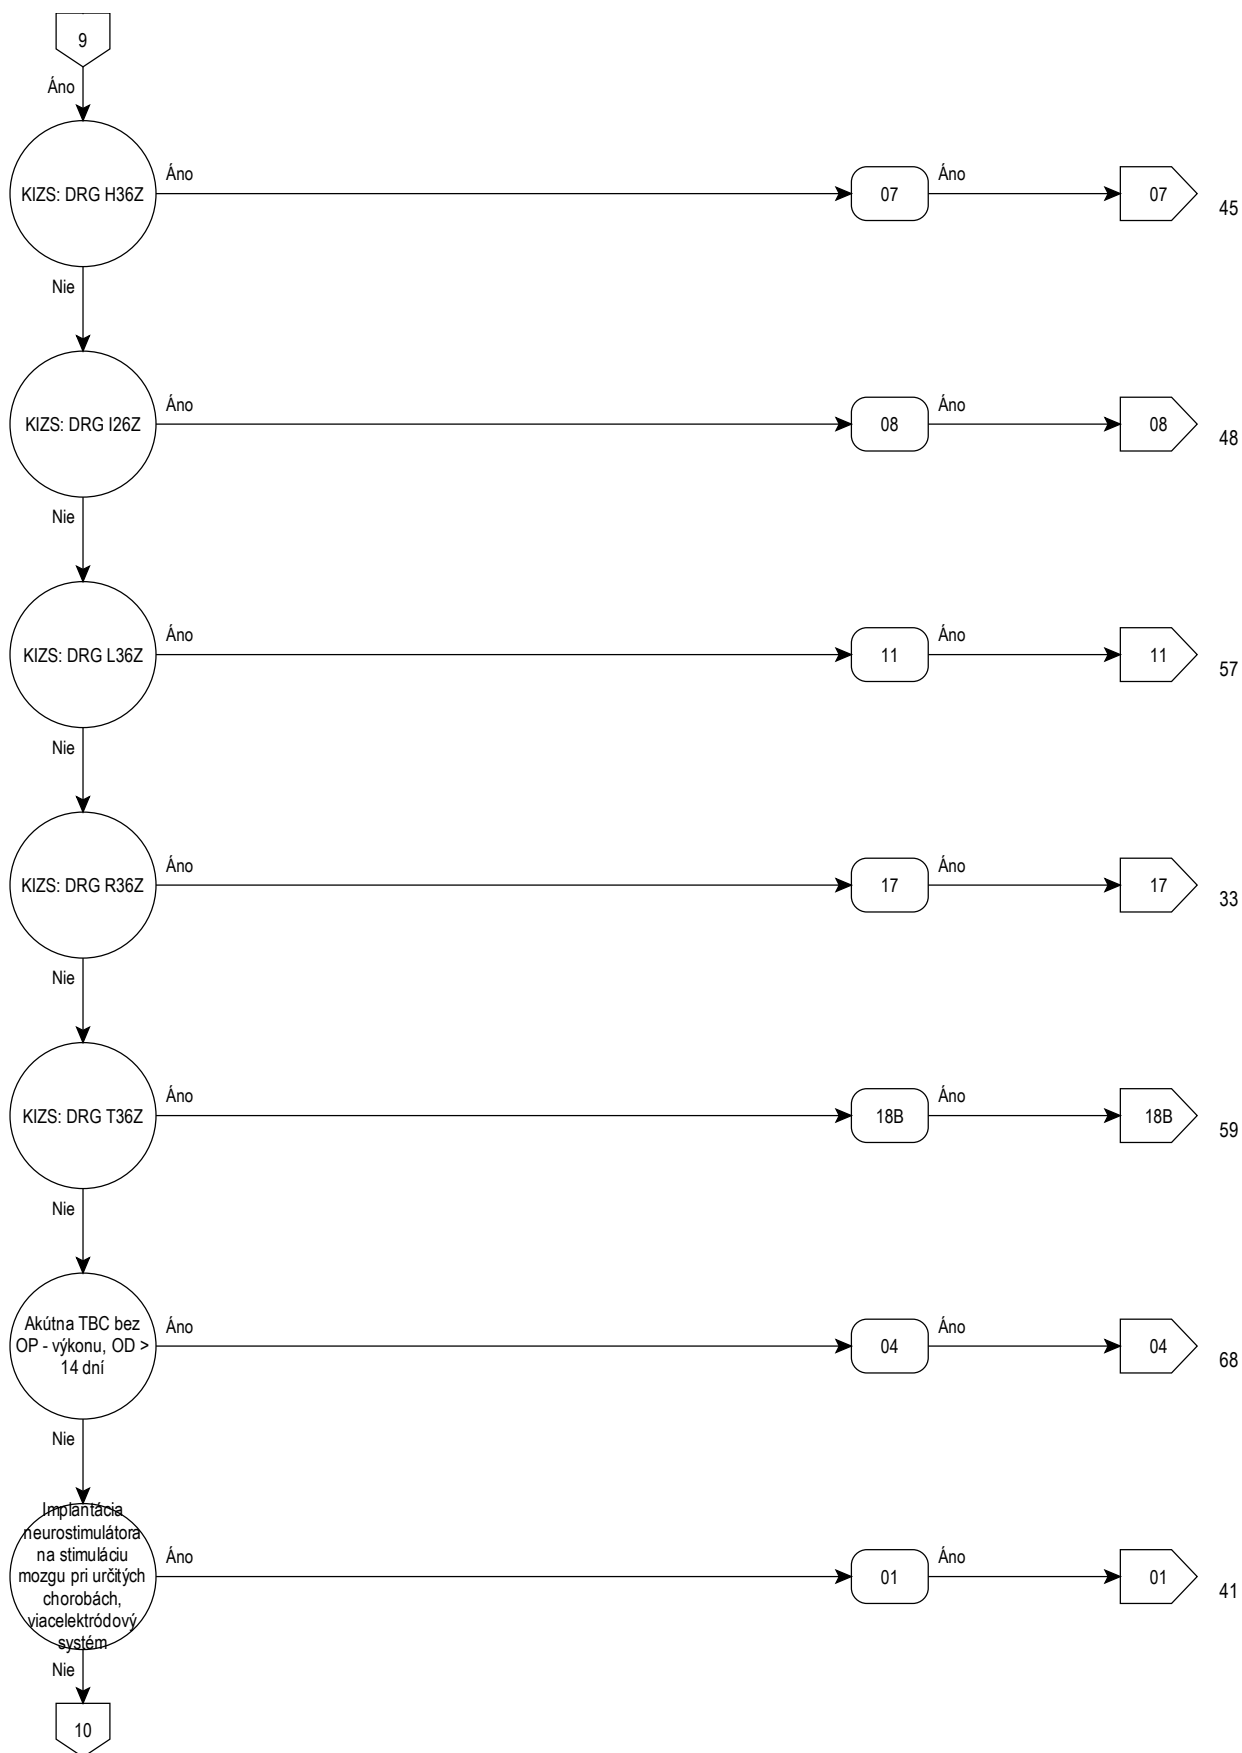 9
Áno
KIZS: DRG H36Z
Áno
07
Áno
07
45
Nie
KIZS: DRG I26Z
Áno
08
Áno
08
48
Nie
KIZS: DRG L36Z
Áno
11
Áno
11
57
Nie
KIZS: DRG R36Z
Áno
17
Áno
17
33
Nie
KIZS: DRG T36Z
Áno
18B
Áno
18B
59
Nie
Akútna TBC bez
OP - výkonu, OD >
14 dní
Áno
04
Áno
04
68
Nie
Implantácia
neurostimulátora
na stimuláciu
mozgu pri určitých
chorobách,
viacelektródový
systém
Áno
01
Áno
01
41
Nie
10